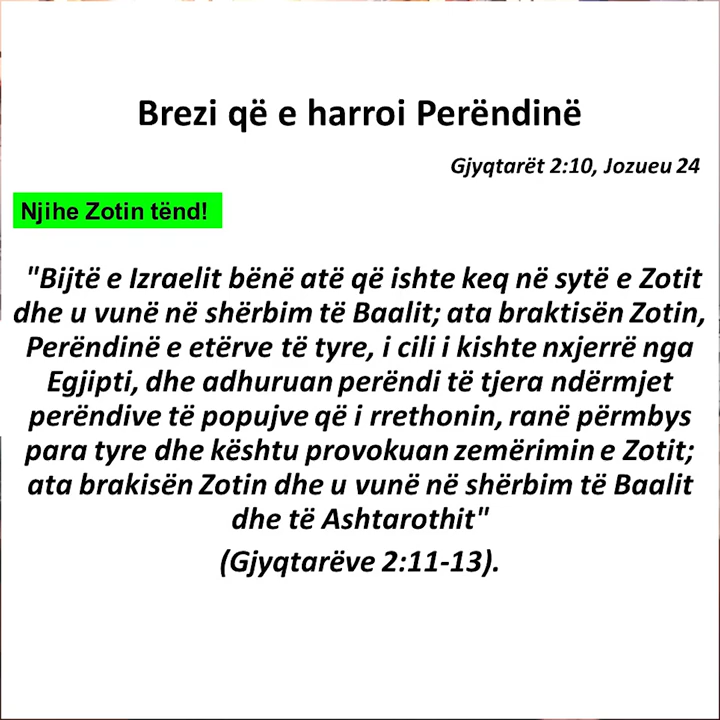 Brezi që e harroi Perëndinë
Gjyqtarët 2:10, Jozueu 24
Njihe Zotin tënd!
"Bijtë e Izraelit bënë atë që ishte keq në sytë e Zotit
dhe u vunë në shërbim të Baalit; ata braktisën Zotin,
Perëndinë e etërve të tyre, i cili i kishte nxjerrë nga
Egjipti, dhe adhuruan perëndi të tjera ndërmjet
perëndive të popujve që i rrethonin, ranë përmbys
para tyre dhe kështu provokuan zemërimin e Zotit;
ata brakisën Zotin dhe u vunë në shërbim të Baalit
dhe të Ashtarothit"
(Gjyqtarëve 2:11-13).